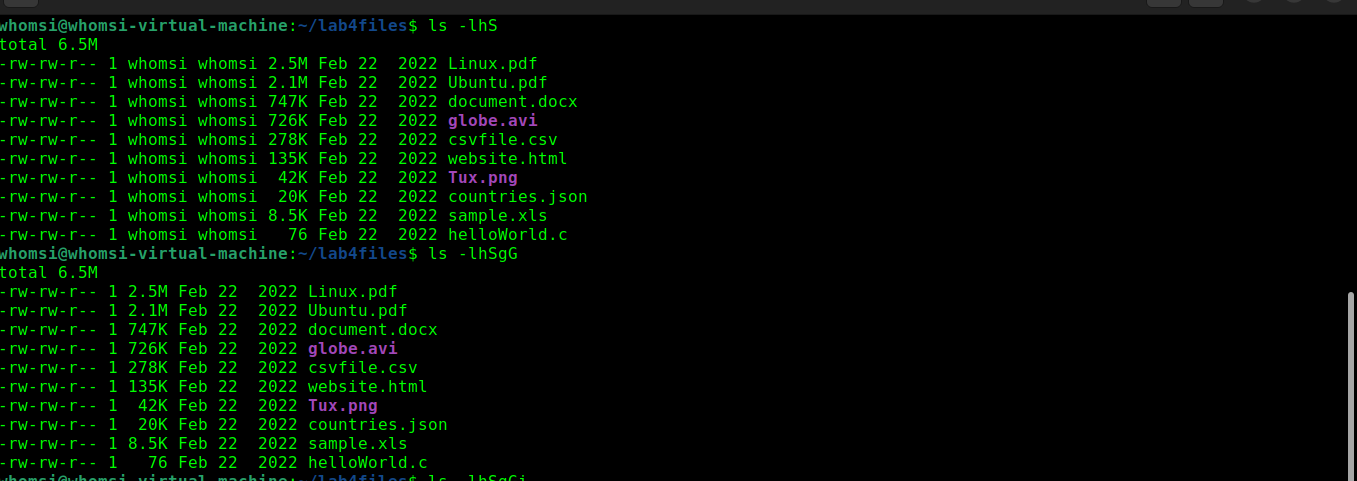 whomsi@whomsi-virtual-machine:~/lab4files$ ls -lhS
total 6.5M
-rw-rw-r-- 1 whomsi whomsi 2.5M Feb 22  2022 Linux.pdf
-rw-rw-r-- 1 whomsi whomsi 2.1M Feb 22  2022 Ubuntu.pdf
-rw-rw-r-- 1 whomsi whomsi 747K Feb 22  2022 document.docx
-rw-rw-r-- 1 whomsi whomsi 726K Feb 22  2022 globe.avi
-rw-rw-r-- 1 whomsi whomsi 278K Feb 22  2022 csvfile.csv
-rw-rw-r-- 1 whomsi whomsi 135K Feb 22  2022 website.html
-rw-rw-r-- 1 whomsi whomsi  42K Feb 22  2022 Tux.png
-rw-rw-r-- 1 whomsi whomsi  20K Feb 22  2022 countries.json
-rw-rw-r-- 1 whomsi whomsi 8.5K Feb 22  2022 sample.xls
-rw-rw-r-- 1 whomsi whomsi   76 Feb 22  2022 helloWorld.c
whomsi@whomsi-virtual-machine:~/lab4files$ ls -lhSgG
total 6.5M
-rw-rw-r-- 1 2.5M Feb 22  2022 Linux.pdf
-rw-rw-r-- 1 2.1M Feb 22  2022 Ubuntu.pdf
-rw-rw-r-- 1 747K Feb 22  2022 document.docx
-rw-rw-r-- 1 726K Feb 22  2022 globe.avi
-rw-rw-r-- 1 278K Feb 22  2022 csvfile.csv
-rw-rw-r-- 1 135K Feb 22  2022 website.html
-rw-rw-r-- 1  42K Feb 22  2022 Tux.png
-rw-rw-r-- 1  20K Feb 22  2022 countries.json
-rw-rw-r-- 1 8.5K Feb 22  2022 sample.xls
-rw-rw-r-- 1   76 Feb 22  2022 helloWorld.c
whomsi@whomsi-virtual-machine:~/lab4files$ ls -lhSgGi